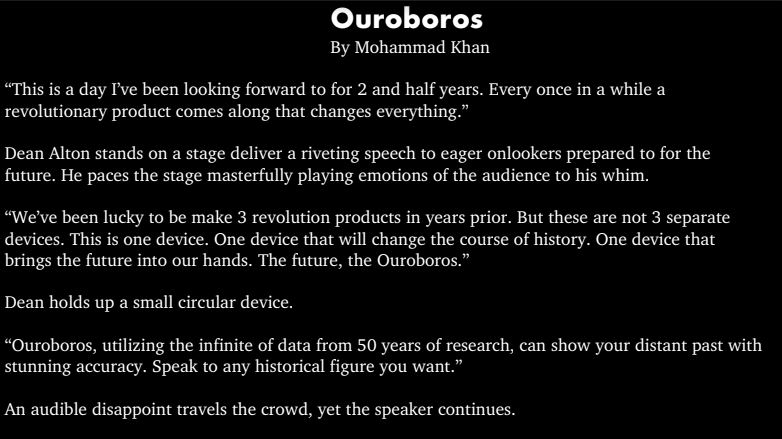 Ouroboros
By Mohammad Khan
“This is a day I’ve been looking forward to for 2 and half years. Every once in a while a
revolutionary product comes along that changes everything.”
Dean Alton stands on a stage deliver a riveting speech to eager onlookers prepared to for the
future. He paces the stage masterfully playing emotions of the audience to his whim.
“We’ve been lucky to be make 3 revolution products in years prior. But these are not 3 separate
devices. This is one device. One device that will change the course of history. One device that
brings the future into our hands. The future, the Ouroboros.”
Dean holds up a small circular device.
“Ouroboros, utilizing the infinite of data from 50 years of research, can show your distant past with
stunning accuracy. Speak to any historical figure you want.”
An audible disappoint travels the crowd, yet the speaker continues.